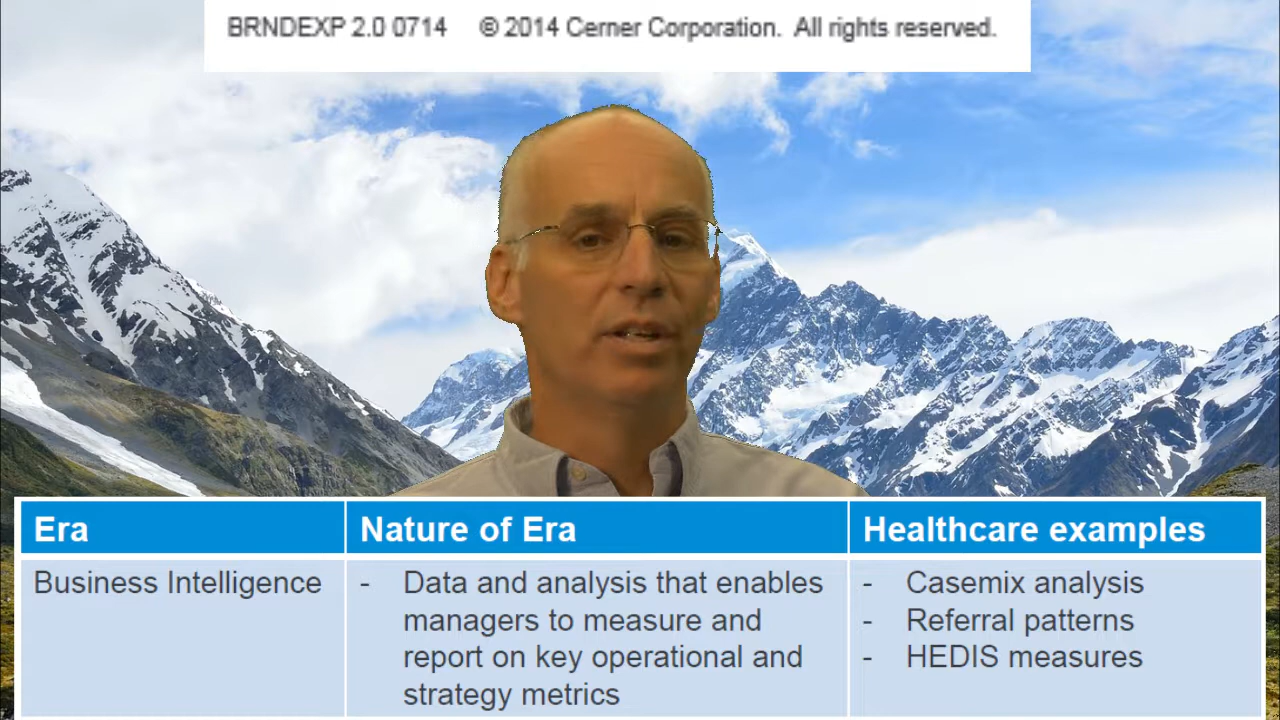 BRNDEXP 2.0 0714 © 2014 Cerner Corporation. All rights reserved.
Era
Nature of Era
Healthcare examples
Business Intelligence
- Data and analysis that enables
managers to measure and
report on key operational and
strategy metrics
- Casemix analysis
- Referral patterns
- HEDIS measures